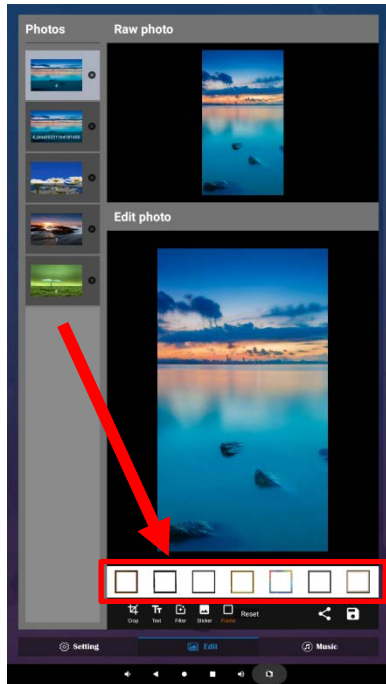 Photos
Raw photo
Edit photo
Crop
Text
Filter
Sticker
Frame
Reset
Setting
Edit
Music